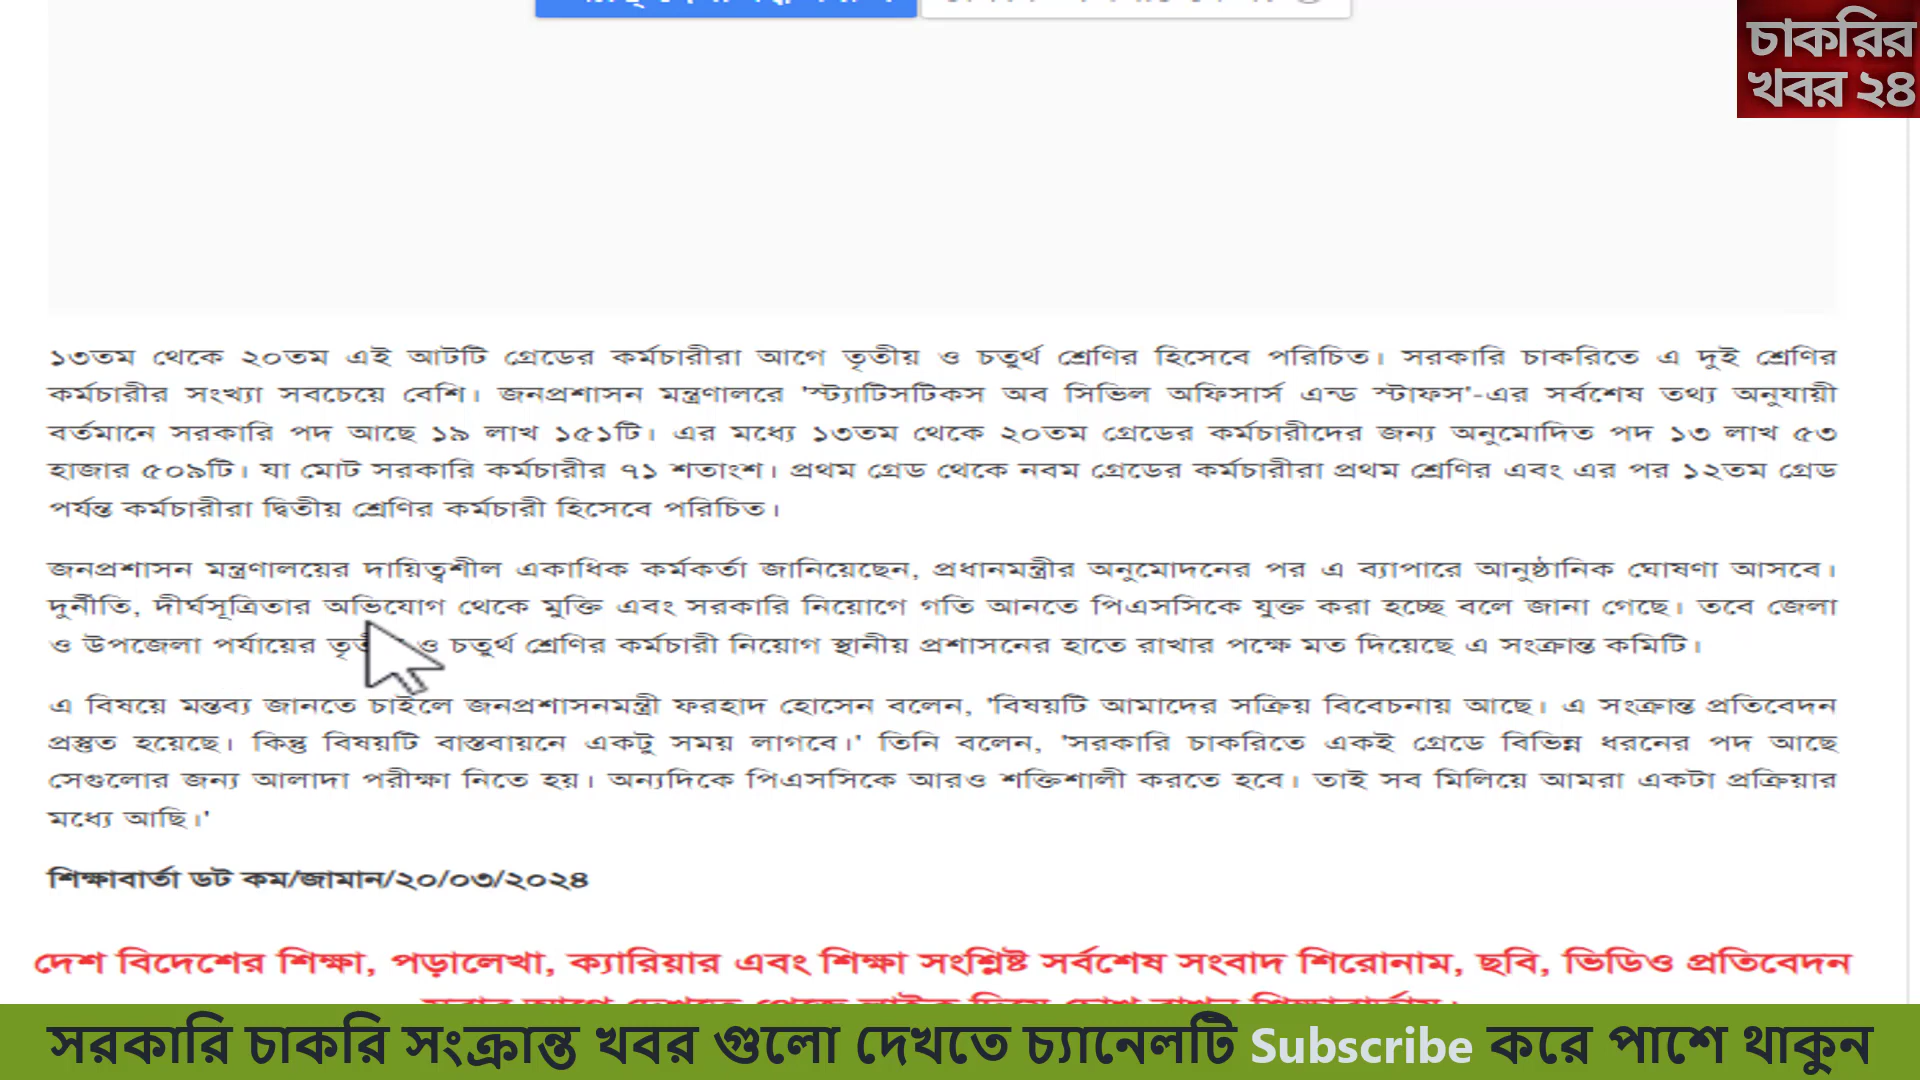 চাকরির
খবর ২৪
১৩তম থেকে ২০তম এই আটটি গ্রেডের কর্মচারীরা আগে তৃতীয় ও চতুর্থ শ্রেণির হিসেবে পরিচিত। সরকারি চাকরিতে এ দুই শ্রেণির
কর্মচারীর সংখ্যা সবচেয়ে বেশি। জনপ্রশাসন মন্ত্রণালরে 'স্ট্যাটিসটিকস অব সিভিল অফিসার্স এন্ড স্টাফস'-এর সর্বশেষ তথ্য অনুযায়ী
বর্তমানে সরকারি পদ আছে ১৯ লাখ ১৫১টি। এর মধ্যে ১৩তম থেকে ২০তম গ্রেডের কর্মচারীদের জন্য অনুমোদিত পদ ১৩ লাখ ৫৩
হাজার ৫০৯টি। যা মোট সরকারি কর্মচারীর ৭১ শতাংশ। প্রথম গ্রেড থেকে নবম গ্রেডের কর্মচারীরা প্রথম শ্রেণির এবং এর পর ১২তম গ্রেড
পর্যন্ত কর্মচারীরা দ্বিতীয় শ্রেণির কর্মচারী হিসেবে পরিচিত।
জনপ্রশাসন মন্ত্রণালয়ের দায়িত্বশীল একাধিক কর্মকর্তা জানিয়েছেন, প্রধানমন্ত্রীর অনুমোদনের পর এ ব্যাপারে আনুষ্ঠানিক ঘোষণা আসবে।
দুর্নীতি, দীর্ঘসূত্রিতার অভিযোগ থেকে মুক্তি এবং সরকারি নিয়োগে গতি আনতে পিএসসিকে যুক্ত করা হচ্ছে বলে জানা গেছে। তবে জেলা
ও উপজেলা পর্যায়ের ও চতুর্থ শ্রেণির কর্মচারী নিয়োগ স্থানীয় প্রশাসনের হাতে রাখার পক্ষে মত দিয়েছে এ সংক্রান্ত কমিটি।
এ বিষয়ে মন্তব্য জানতে চাইলে জনপ্রশাসনমন্ত্রী ফরহাদ হোসেন বলেন, 'বিষয়টি আমাদের সক্রিয় বিবেচনায় আছে। এ সংক্রান্ত প্রতিবেদন
প্রস্তুত হয়েছে। কিন্তু বিষয়টি বাস্তবায়নে একটু সময় লাগবে।' তিনি বলেন, 'সরকারি চাকরিতে একই গ্রেডে বিভিন্ন ধরনের পদ আছে
সেগুলোর জন্য আলাদা পরীক্ষা নিতে হয়। অন্যদিকে পিএসসিকে আরও শক্তিশালী করতে হবে। তাই সব মিলিয়ে আমরা একটা প্রক্রিয়ার
মধ্যে আছি।'
শিক্ষাবার্তা ডট কম/জামান/২০/০৩/২০২৪
দেশ বিদেশের শিক্ষা, পড়ালেখা, ক্যারিয়ার এবং শিক্ষা সংশ্লিষ্ট সর্বশেষ সংবাদ শিরোনাম, ছবি, ভিডিও প্রতিবেদন
সরকারি চাকরি সংক্রান্ত খবর গুলো দেখতে চ্যানেলটি Subscribe করে পাশে থাকুন